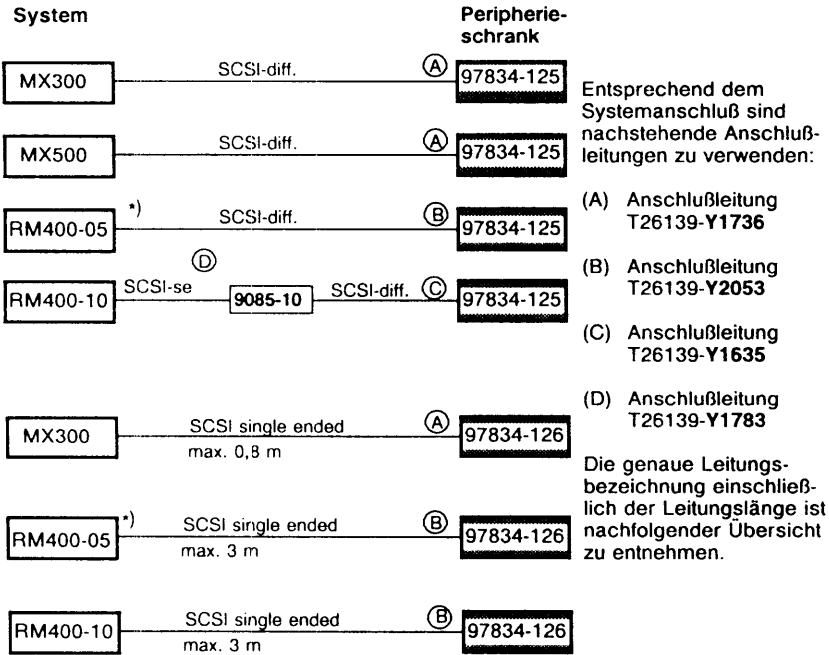 System
Peripherie-
schrank
MX300
SCSI-diff.
(A)
97834-125
MX500
SCSI-diff.
(A)
97834-125
RM400-05
*)
SCSI-diff.
(B)
97834-125
RM400-10
SCSI-se
(D)
9085-10
SCSI-diff.
(C)
97834-125
MX300
SCSI single ended
max. 0,8 m
(A)
97834-126
RM400-05
*)
SCSI single ended
max. 3 m
(B)
97834-126
RM400-10
SCSI single ended
max. 3 m
(B)
97834-126
Entsprechend dem
Systemanschluß sind
nachstehende Anschluß-
leitungen zu verwenden:
(A) Anschlußleitung
T26139-Y1736
(B) Anschlußleitung
T26139-Y2053
(C) Anschlußleitung
T26139-Y1635
(D) Anschlußleitung
T26139-Y1783
Die genaue Leitungs-
bezeichnung einschließ-
lich der Leitungslänge ist
nachfolgender Übersicht
zu entnehmen.